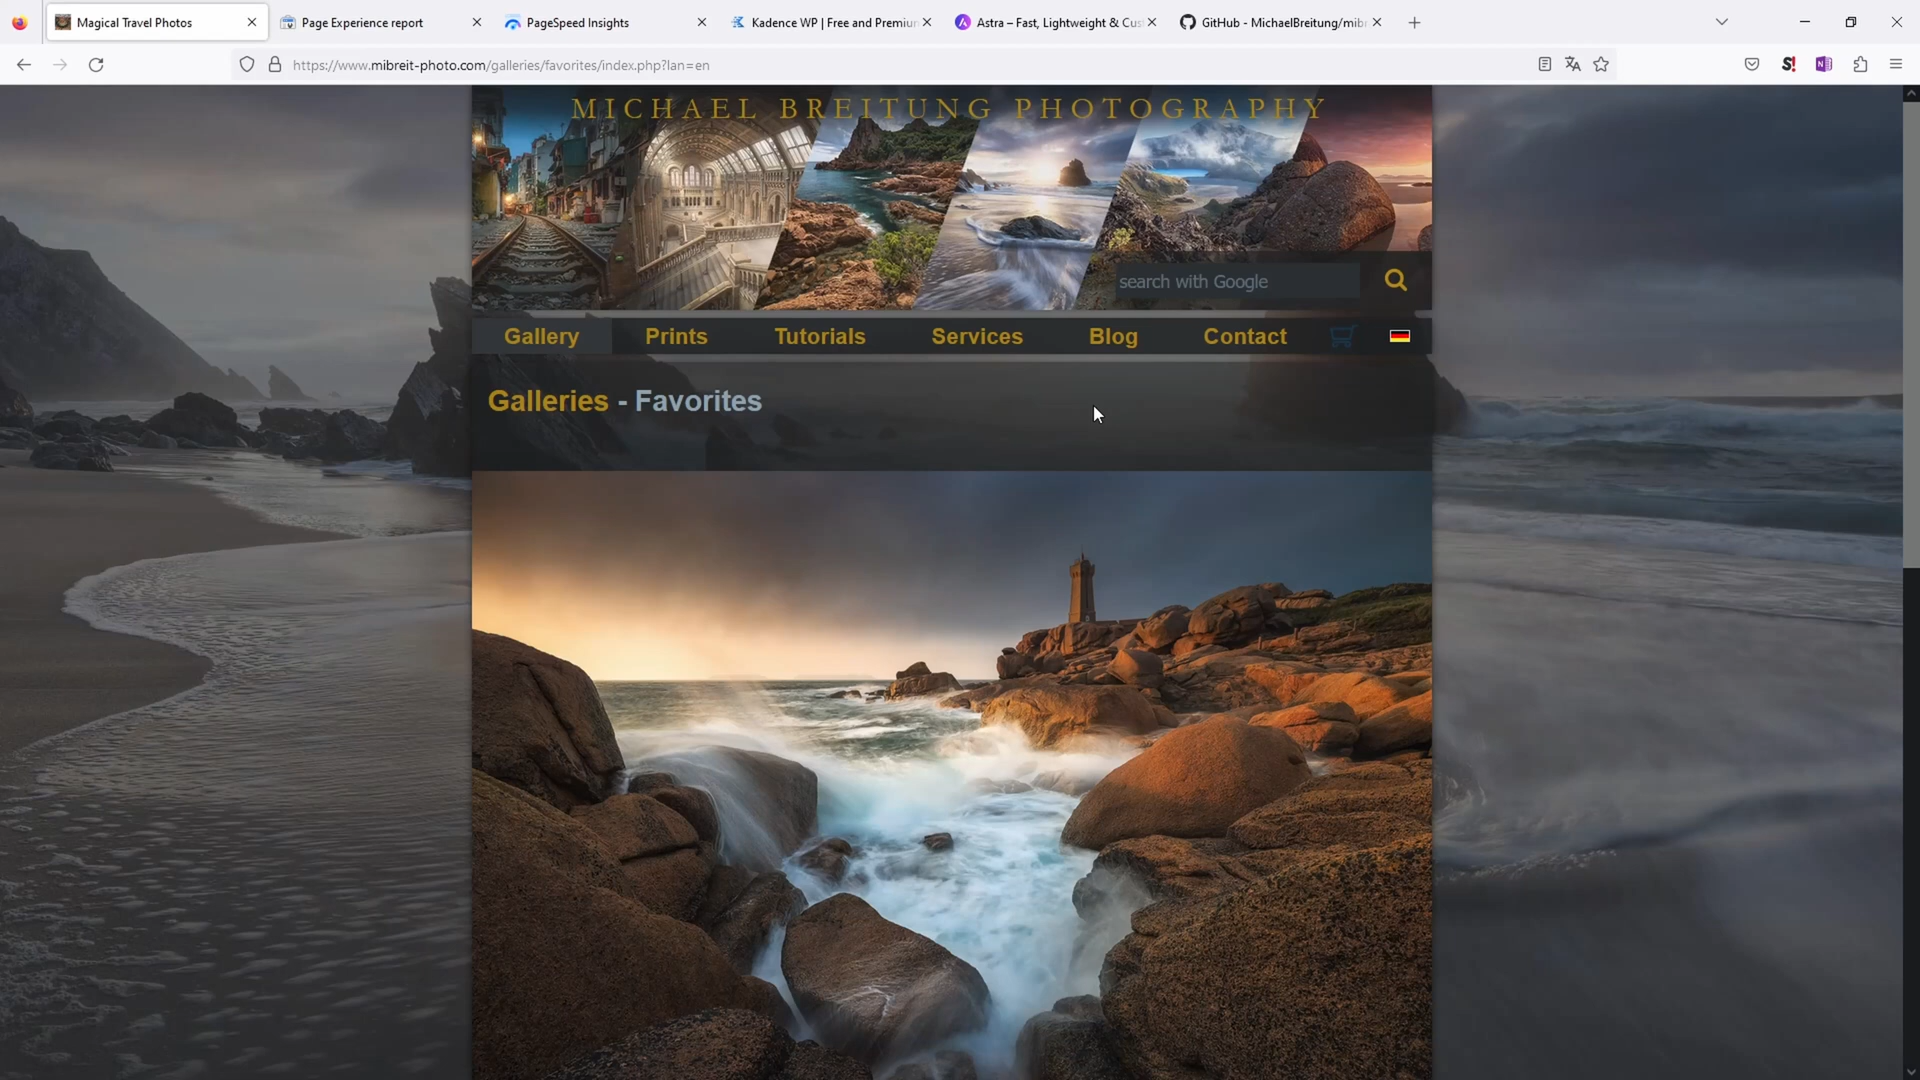 Magical Travel Photos
Page Experience report
PageSpeed Insights
Kadence WP | Free and Premiu
Astra – Fast, Lightweight & Cus
GitHub - MichaelBreitung/mibr
https://www.mibreit-photo.com/galleries/favorites/index.php?lan=en
MICHAEL BREITUNG PHOTOGRAPHY
search with Google
Gallery
Prints
Tutorials
Services
Blog
Contact
Galleries - Favorites